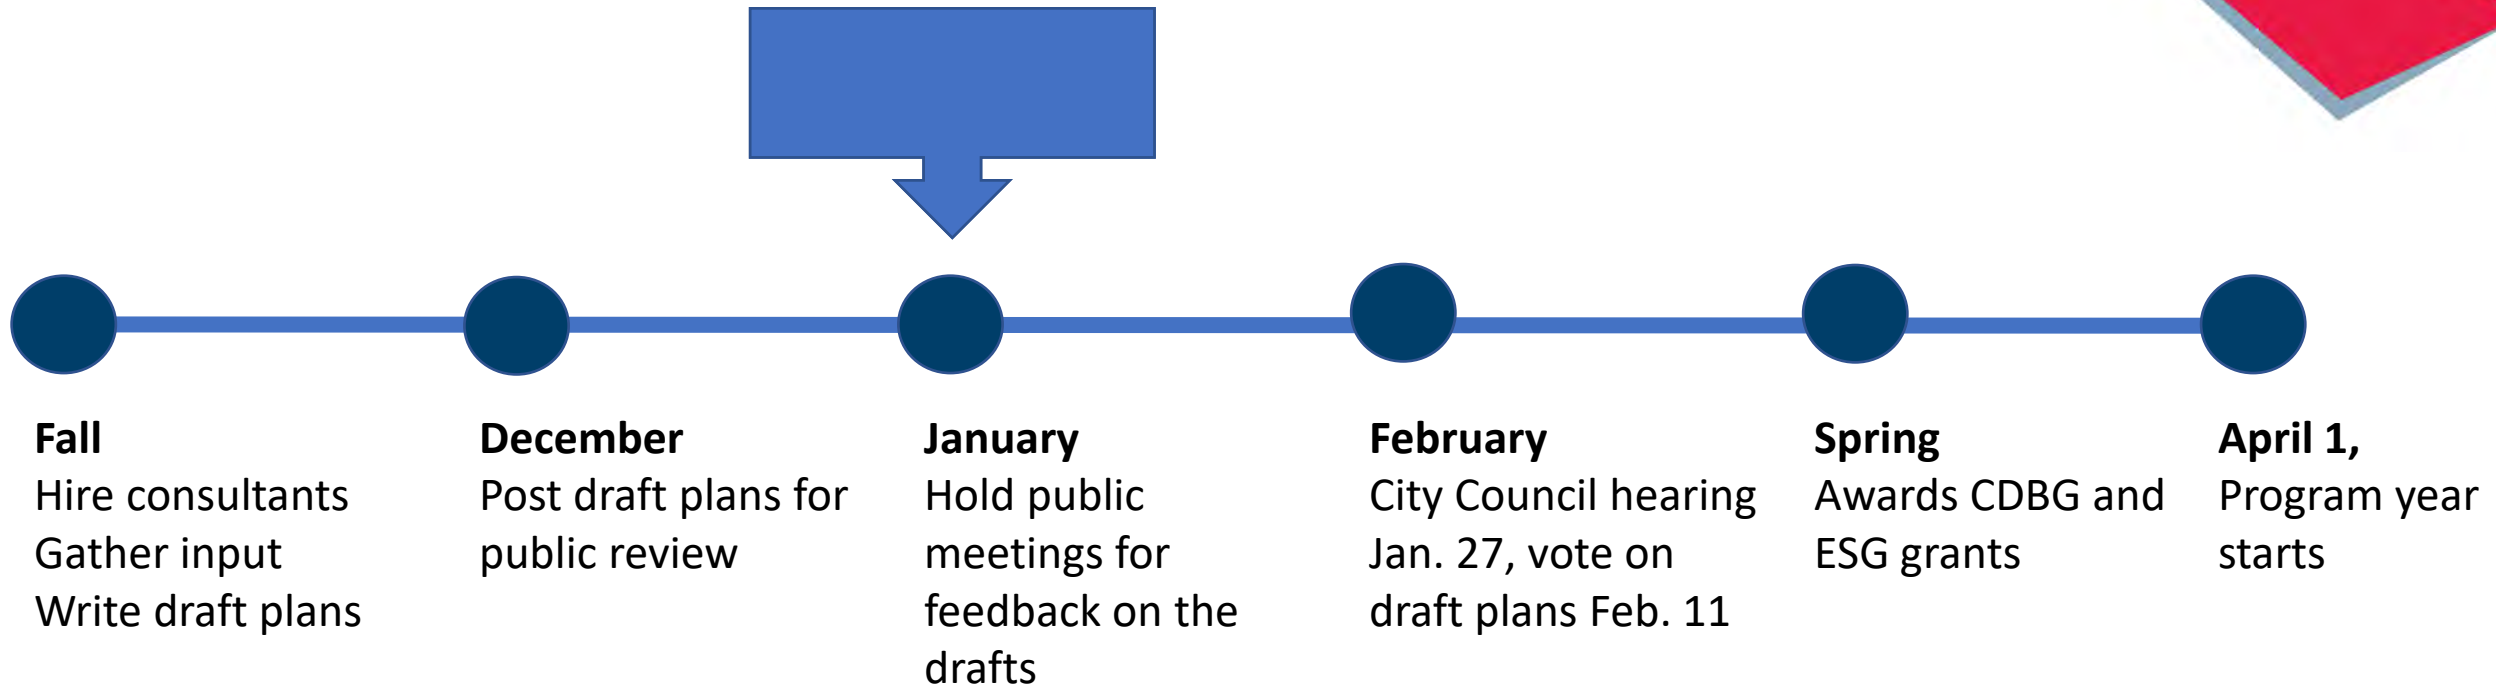 Fall
Hire consultants
Gather input
Write draft plans
December
Post draft plans for
public review
January
Hold public
meetings for
feedback on the
drafts
February
City Council hearing
Jan. 27, vote on
draft plans Feb. 11
Spring
Awards CDBG and
ESG grants
April 1,
Program year
starts